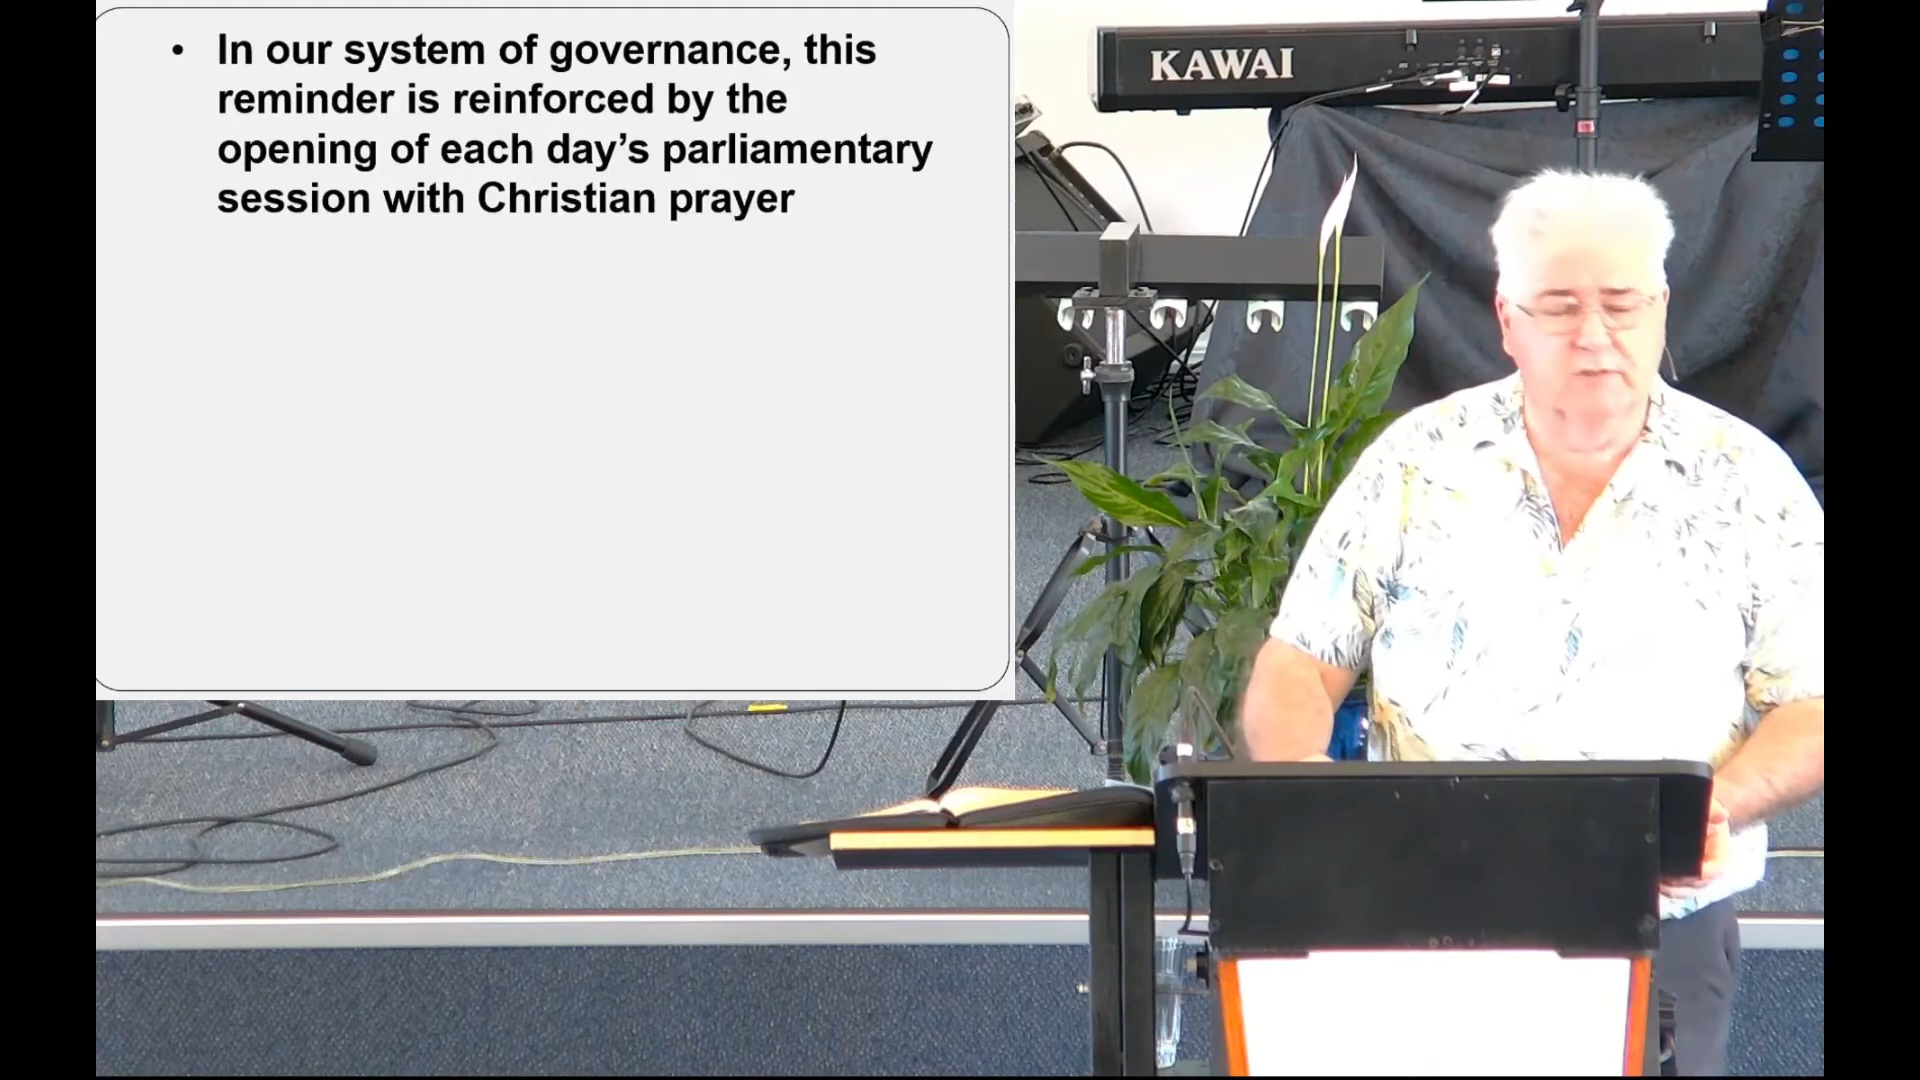 • In our system of governance, this
reminder is reinforced by the
opening of each day’s parliamentary
session with Christian prayer
KAWAI